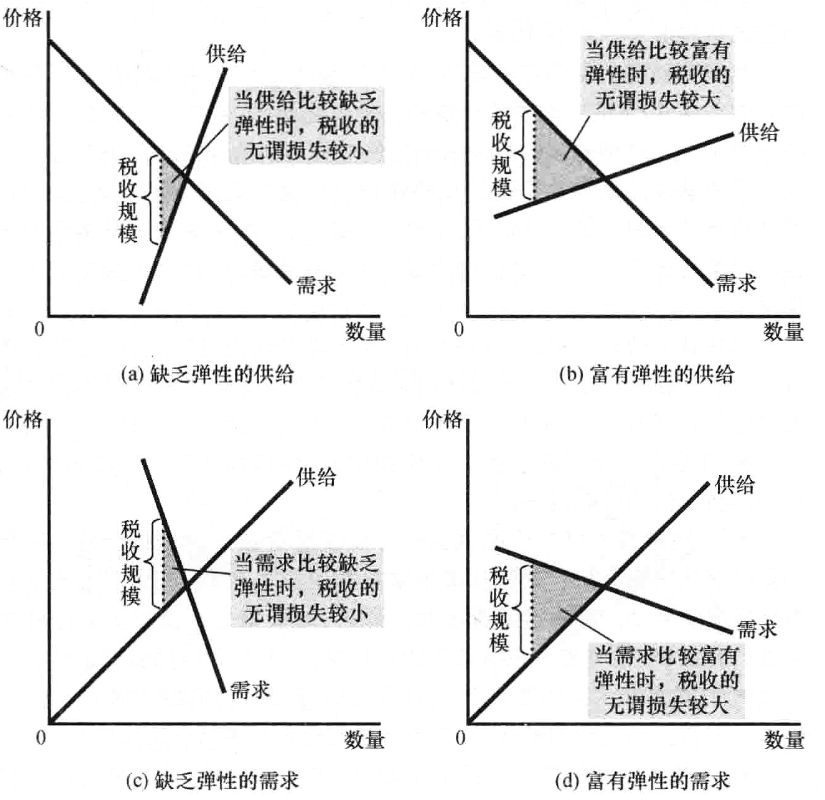 价格
供给
当供给比较缺乏
弹性时，税收的
无谓损失较小
税收规模
需求
0
数量
(a) 缺乏弹性的供给
价格
当供给比较富有
弹性时，税收的
无谓损失较大
税收规模
供给
需求
0
数量
(b) 富有弹性的供给
价格
供给
税收规模
当需求比较缺乏
弹性时，税收的
无谓损失较小
需求
0
数量
(c) 缺乏弹性的需求
价格
供给
税收规模
需求
当需求比较富有
弹性时，税收的
无谓损失较大
0
数量
(d) 富有弹性的需求